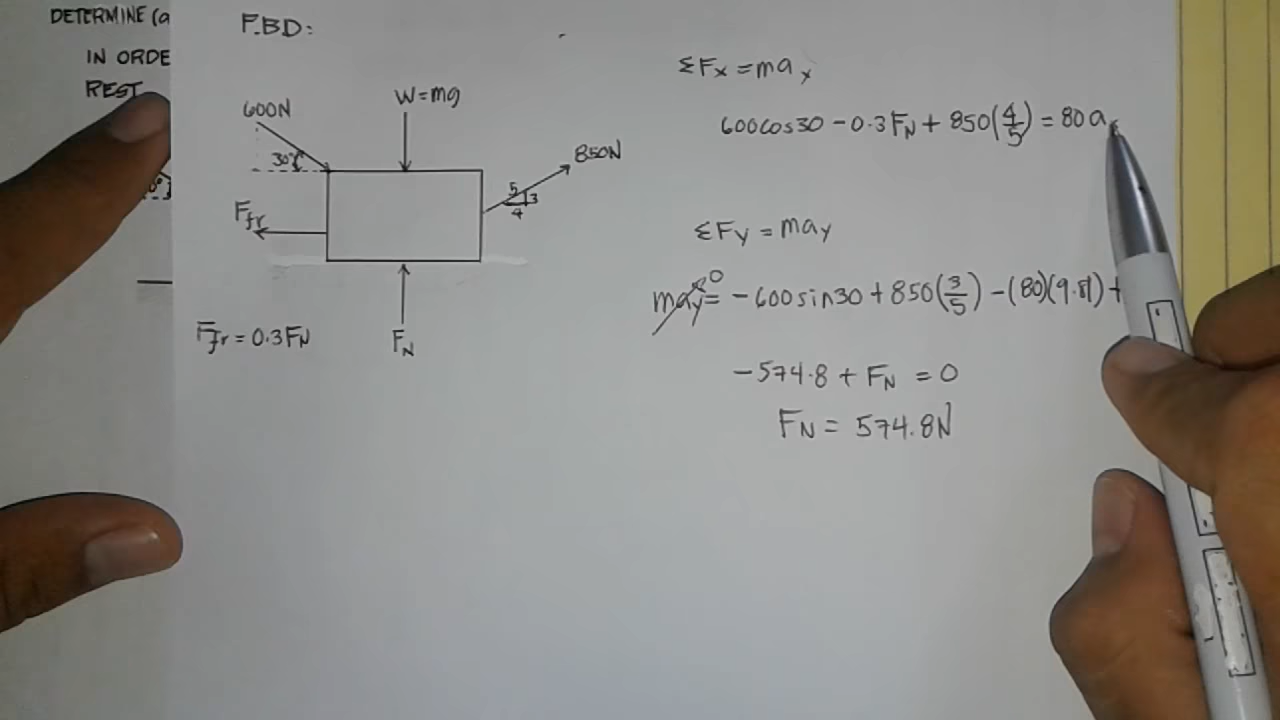 DETERMINE (a
IN ORDE
REST
F.BD:
600N
W=mg
30°
850N
5
3
4
Ffr
FN
Ffr = 0.3FN
ΣFx = max
600cos30 - 0.3FN + 850(4/5) = 80a
ΣFy = may
may= 0 - 600sin30 + 850(3/5) - (80)(9.81) +
-574.8 + FN = 0
FN = 574.8N